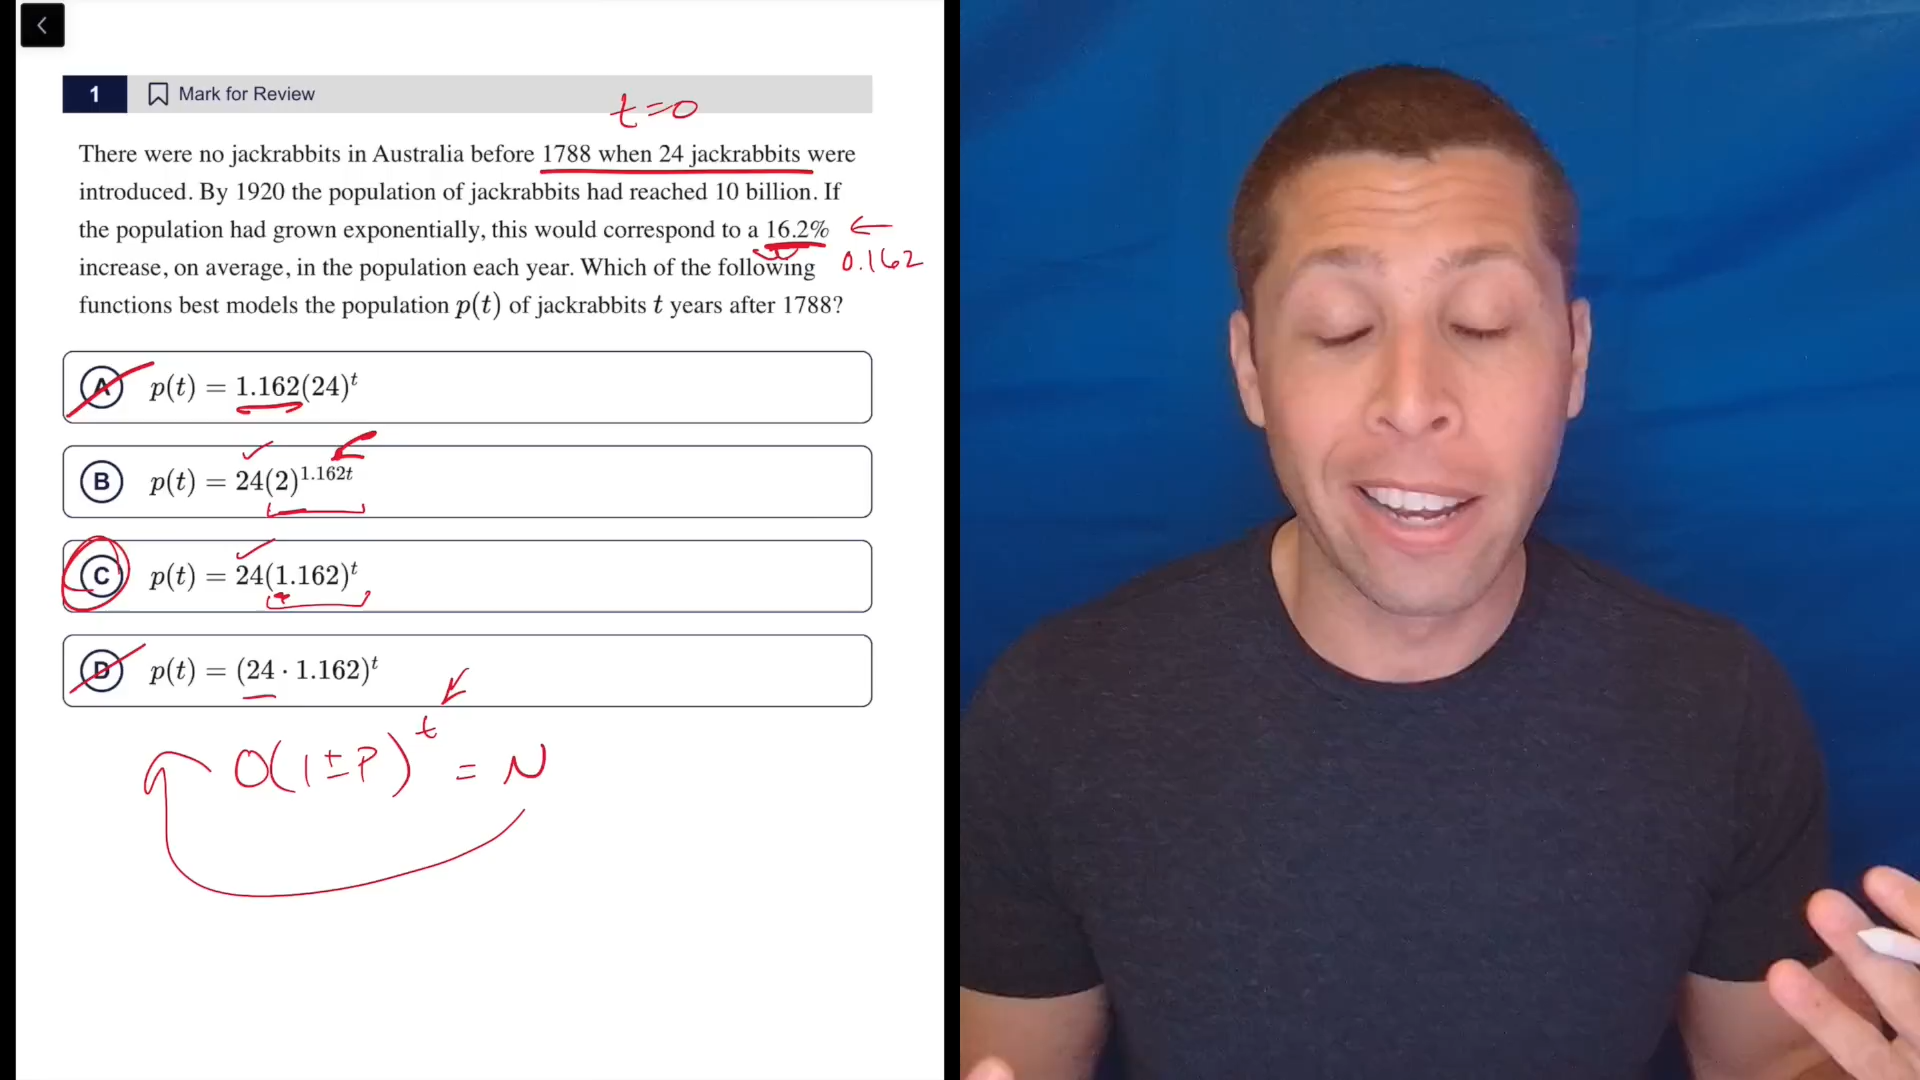 1 Mark for Review
t=0
There were no jackrabbits in Australia before 1788 when 24 jackrabbits were
introduced. By 1920 the population of jackrabbits had reached 10 billion. If
the population had grown exponentially, this would correspond to a 16.2%
0.162
increase, on average, in the population each year. Which of the following
functions best models the population p(t) of jackrabbits t years after 1788?
A p(t) = 1.162(24)^t
B p(t) = 24(2)^1.162t
C p(t) = 24(1.162)^t
D p(t) = (24 · 1.162)^t
O(1±P)^t = N